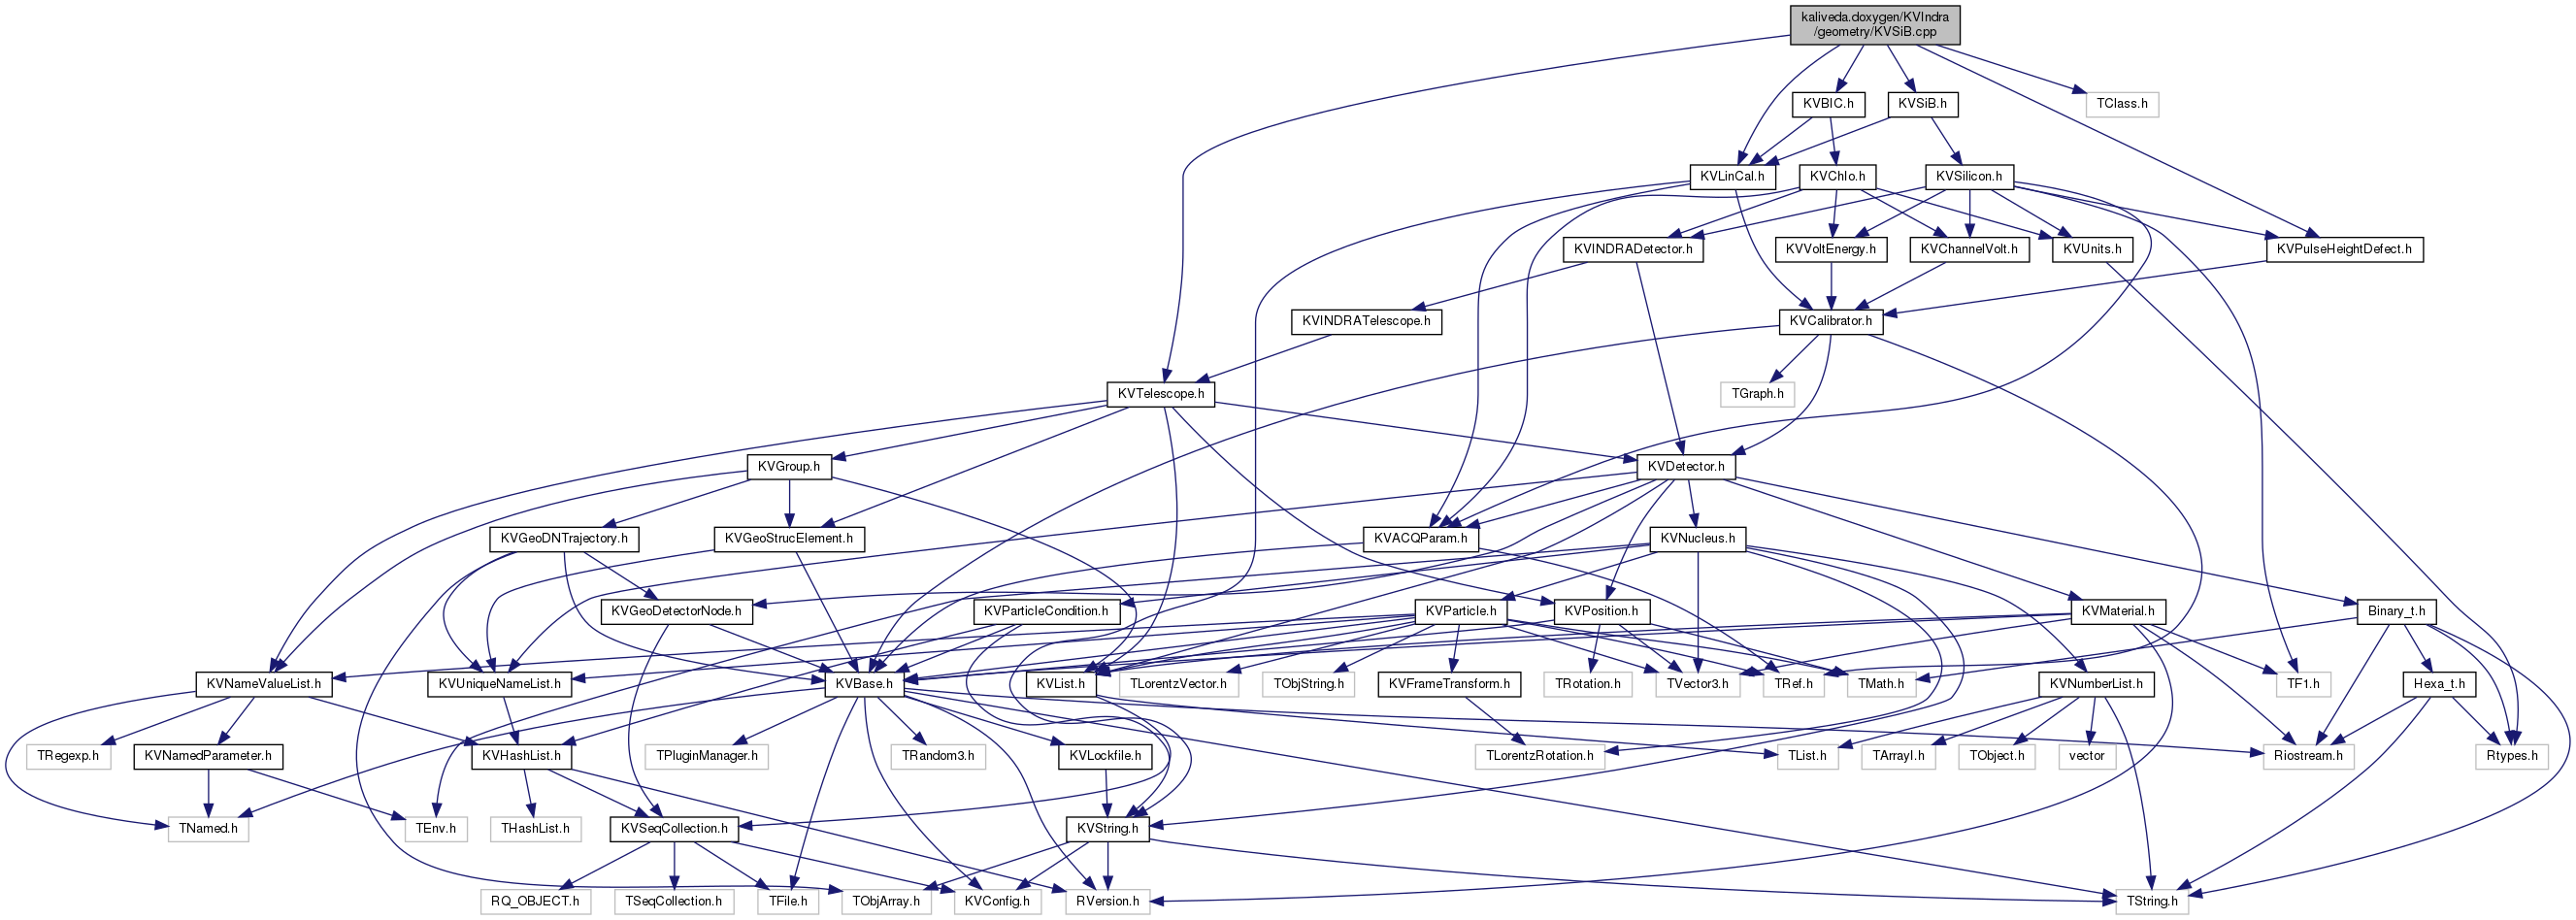 kaliveda.doxygen/KVIndra
/geometry/KVSiB.cpp
KVBIC.h
KVSiB.h
TClass.h
KVLinCal.h
KVChIo.h
KVSilicon.h
KVINDRADetector.h
KVVoltEnergy.h
KVChannelVolt.h
KVUnits.h
KVPulseHeightDefect.h
KVINDRATelescope.h
KVCalibrator.h
KVTelescope.h
TGraph.h
KVGroup.h
KVDetector.h
KVGeoDNTrajectory.h
KVGeoStrucElement.h
KVACQParam.h
KVNucleus.h
KVGeoDetectorNode.h
KVParticleCondition.h
KVParticle.h
KVPosition.h
KVMaterial.h
Binary_t.h
KVNameValueList.h
KVUniqueNameList.h
KVBase.h
KVList.h
TLorentzVector.h
TObjString.h
KVFrameTransform.h
TRotation.h
TVector3.h
TRef.h
TMath.h
KVNumberList.h
TF1.h
Hexa_t.h
TRegexp.h
KVNamedParameter.h
KVHashList.h
TPluginManager.h
TRandom3.h
KVLockfile.h
TLorentzRotation.h
TList.h
TArrayI.h
TObject.h
vector
Riostream.h
Rtypes.h
TNamed.h
TEnv.h
THashList.h
KVSeqCollection.h
KVString.h
RQ_OBJECT.h
TSeqCollection.h
TFile.h
TObjArray.h
KVConfig.h
RVersion.h
TString.h